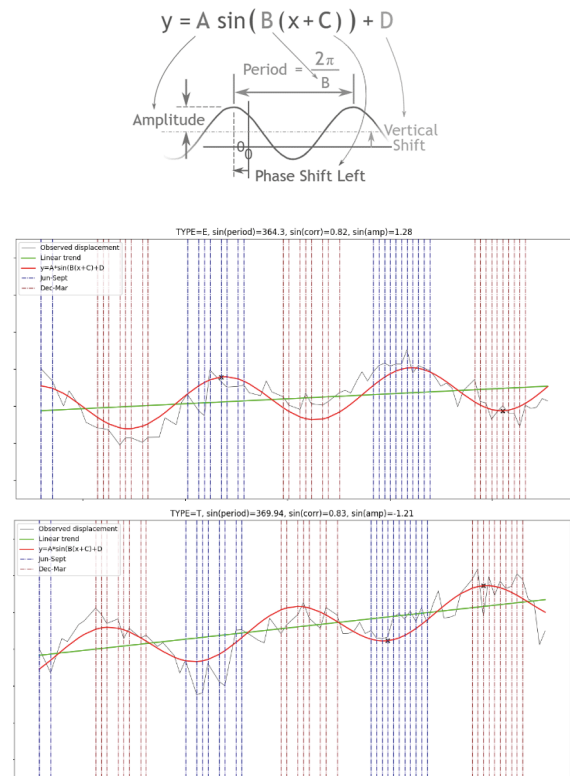 y = A sin(B(x+C))+D
Period = 2π
B
Amplitude
0
0
Vertical
Shift
Phase Shift Left
TYPE=E, sin(period)=364.3, sin(corr)=0.82, sin(amp)=1.28
Observed displacement
Linear trend
y=A*sin(B(x+C)+D
Jun-Sept
Dec-Mar
TYPE=T, sin(period)=369.94, sin(corr)=0.83, sin(amp)=-1.21
Observed displacement
Linear trend
y=A*sin(B(x+C)+D
Jun-Sept
Dec-Mar